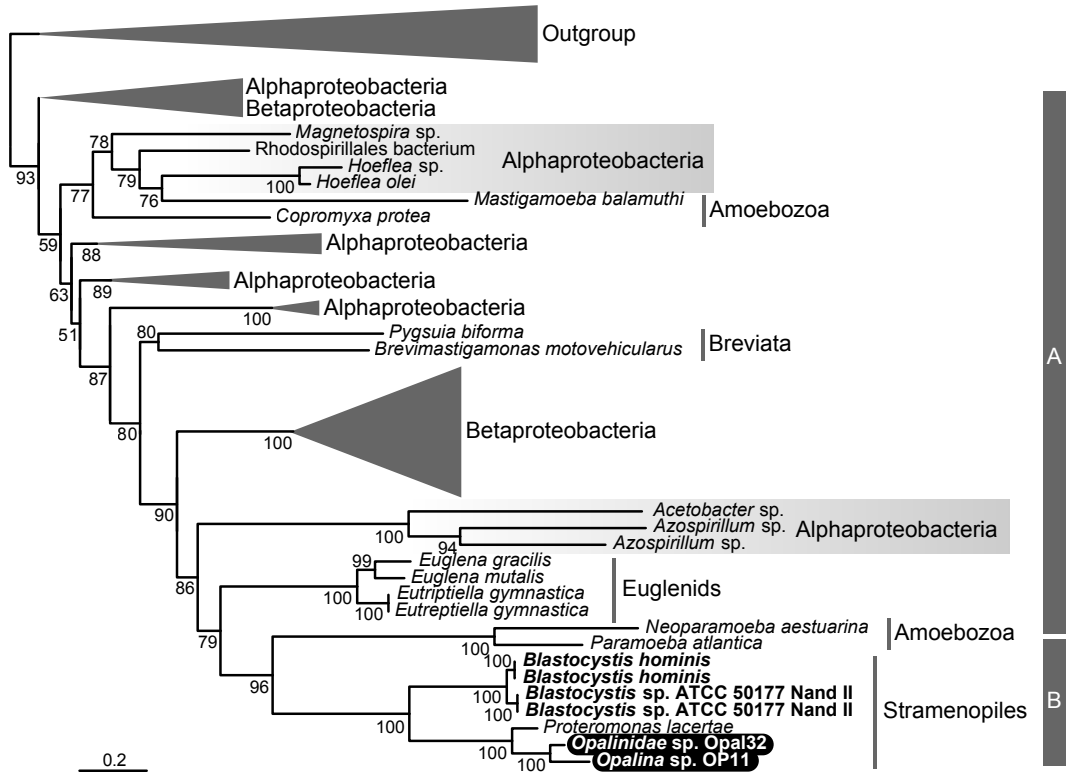 Outgroup
Alphaproteobacteria
Betaproteobacteria
93
78
Magnetospira sp.
Rhodospirillales bacterium
79
Hoeflea sp.
100
Hoeflea olei
Alphaproteobacteria
76
Mastigamoeba balamuthi
77
Copromyxa protea
Amoebozoa
59
88
Alphaproteobacteria
63
89
Alphaproteobacteria
51
100
Alphaproteobacteria
87
80
Pygsuia biforma
Brevimastigamonas motovehicularus
Breviata
A
80
100
Betaproteobacteria
90
Acetobacter sp.
100
Azospirillum sp.
94
Azospirillum sp.
Alphaproteobacteria
86
99
Euglena gracilis
Euglena mutalis
100
Eutriptiella gymnastica
100
Eutreptiella gymnastica
Euglenids
79
Neoparamoeba aestuarina
100
Paramoeba atlantica
Amoebozoa
96
100
Blastocystis hominis
Blastocystis hominis
100
Blastocystis sp. ATCC 50177 Nand II
100
Blastocystis sp. ATCC 50177 Nand II
Stramenopiles
B
100
Proteromonas lacertae
100
Opalinidae sp. Opal32
100
Opalina sp. OP11
0.2